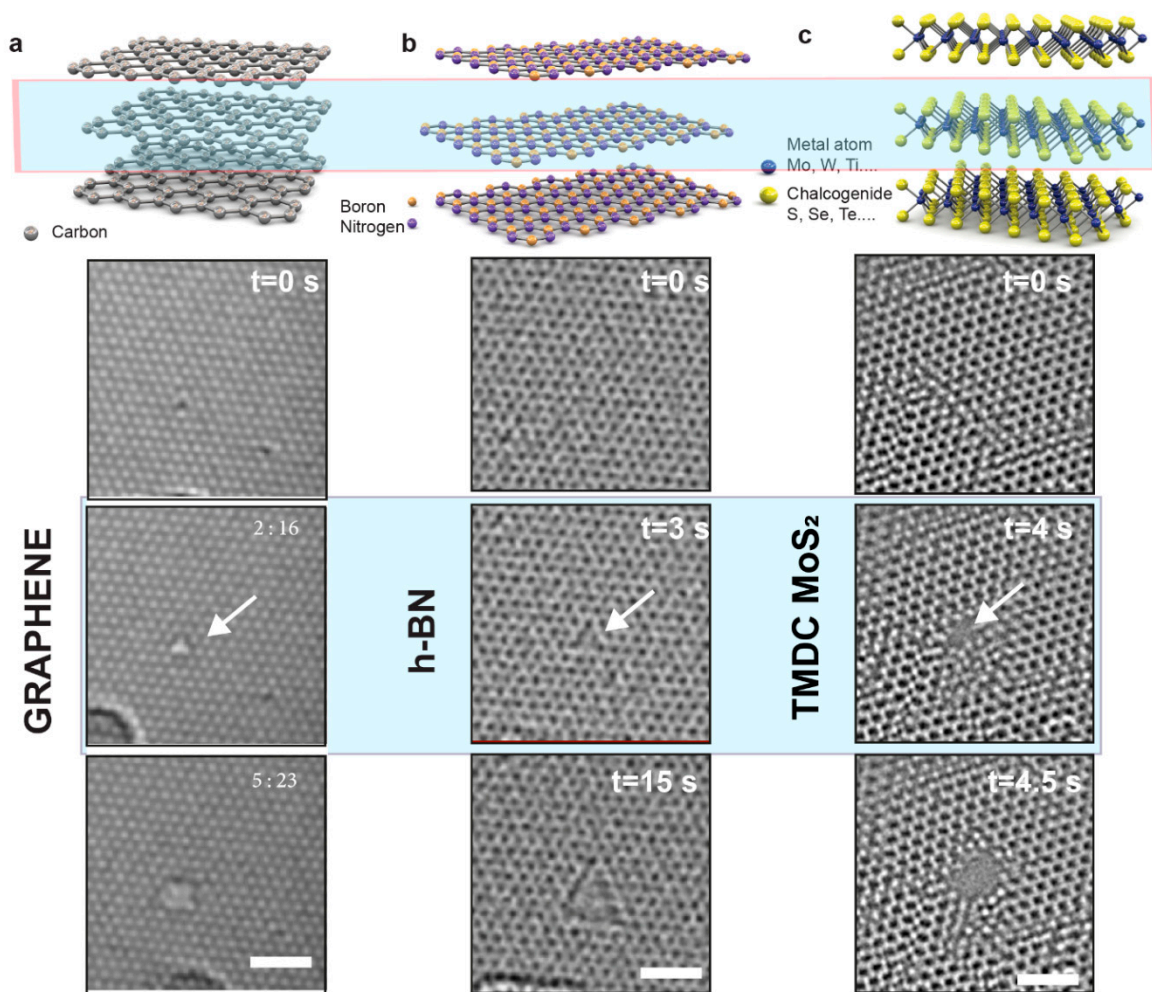 a
b
c
Metal atom
Mo, W, Ti....
Chalcogenide
S, Se, Te....
Boron
Nitrogen
Carbon
t=0 s
t=0 s
t=0 s
GRAPHENE
2 : 16
h-BN
t=3 s
TMDC MoS₂
t=4 s
5 : 23
t=15 s
t=4.5 s